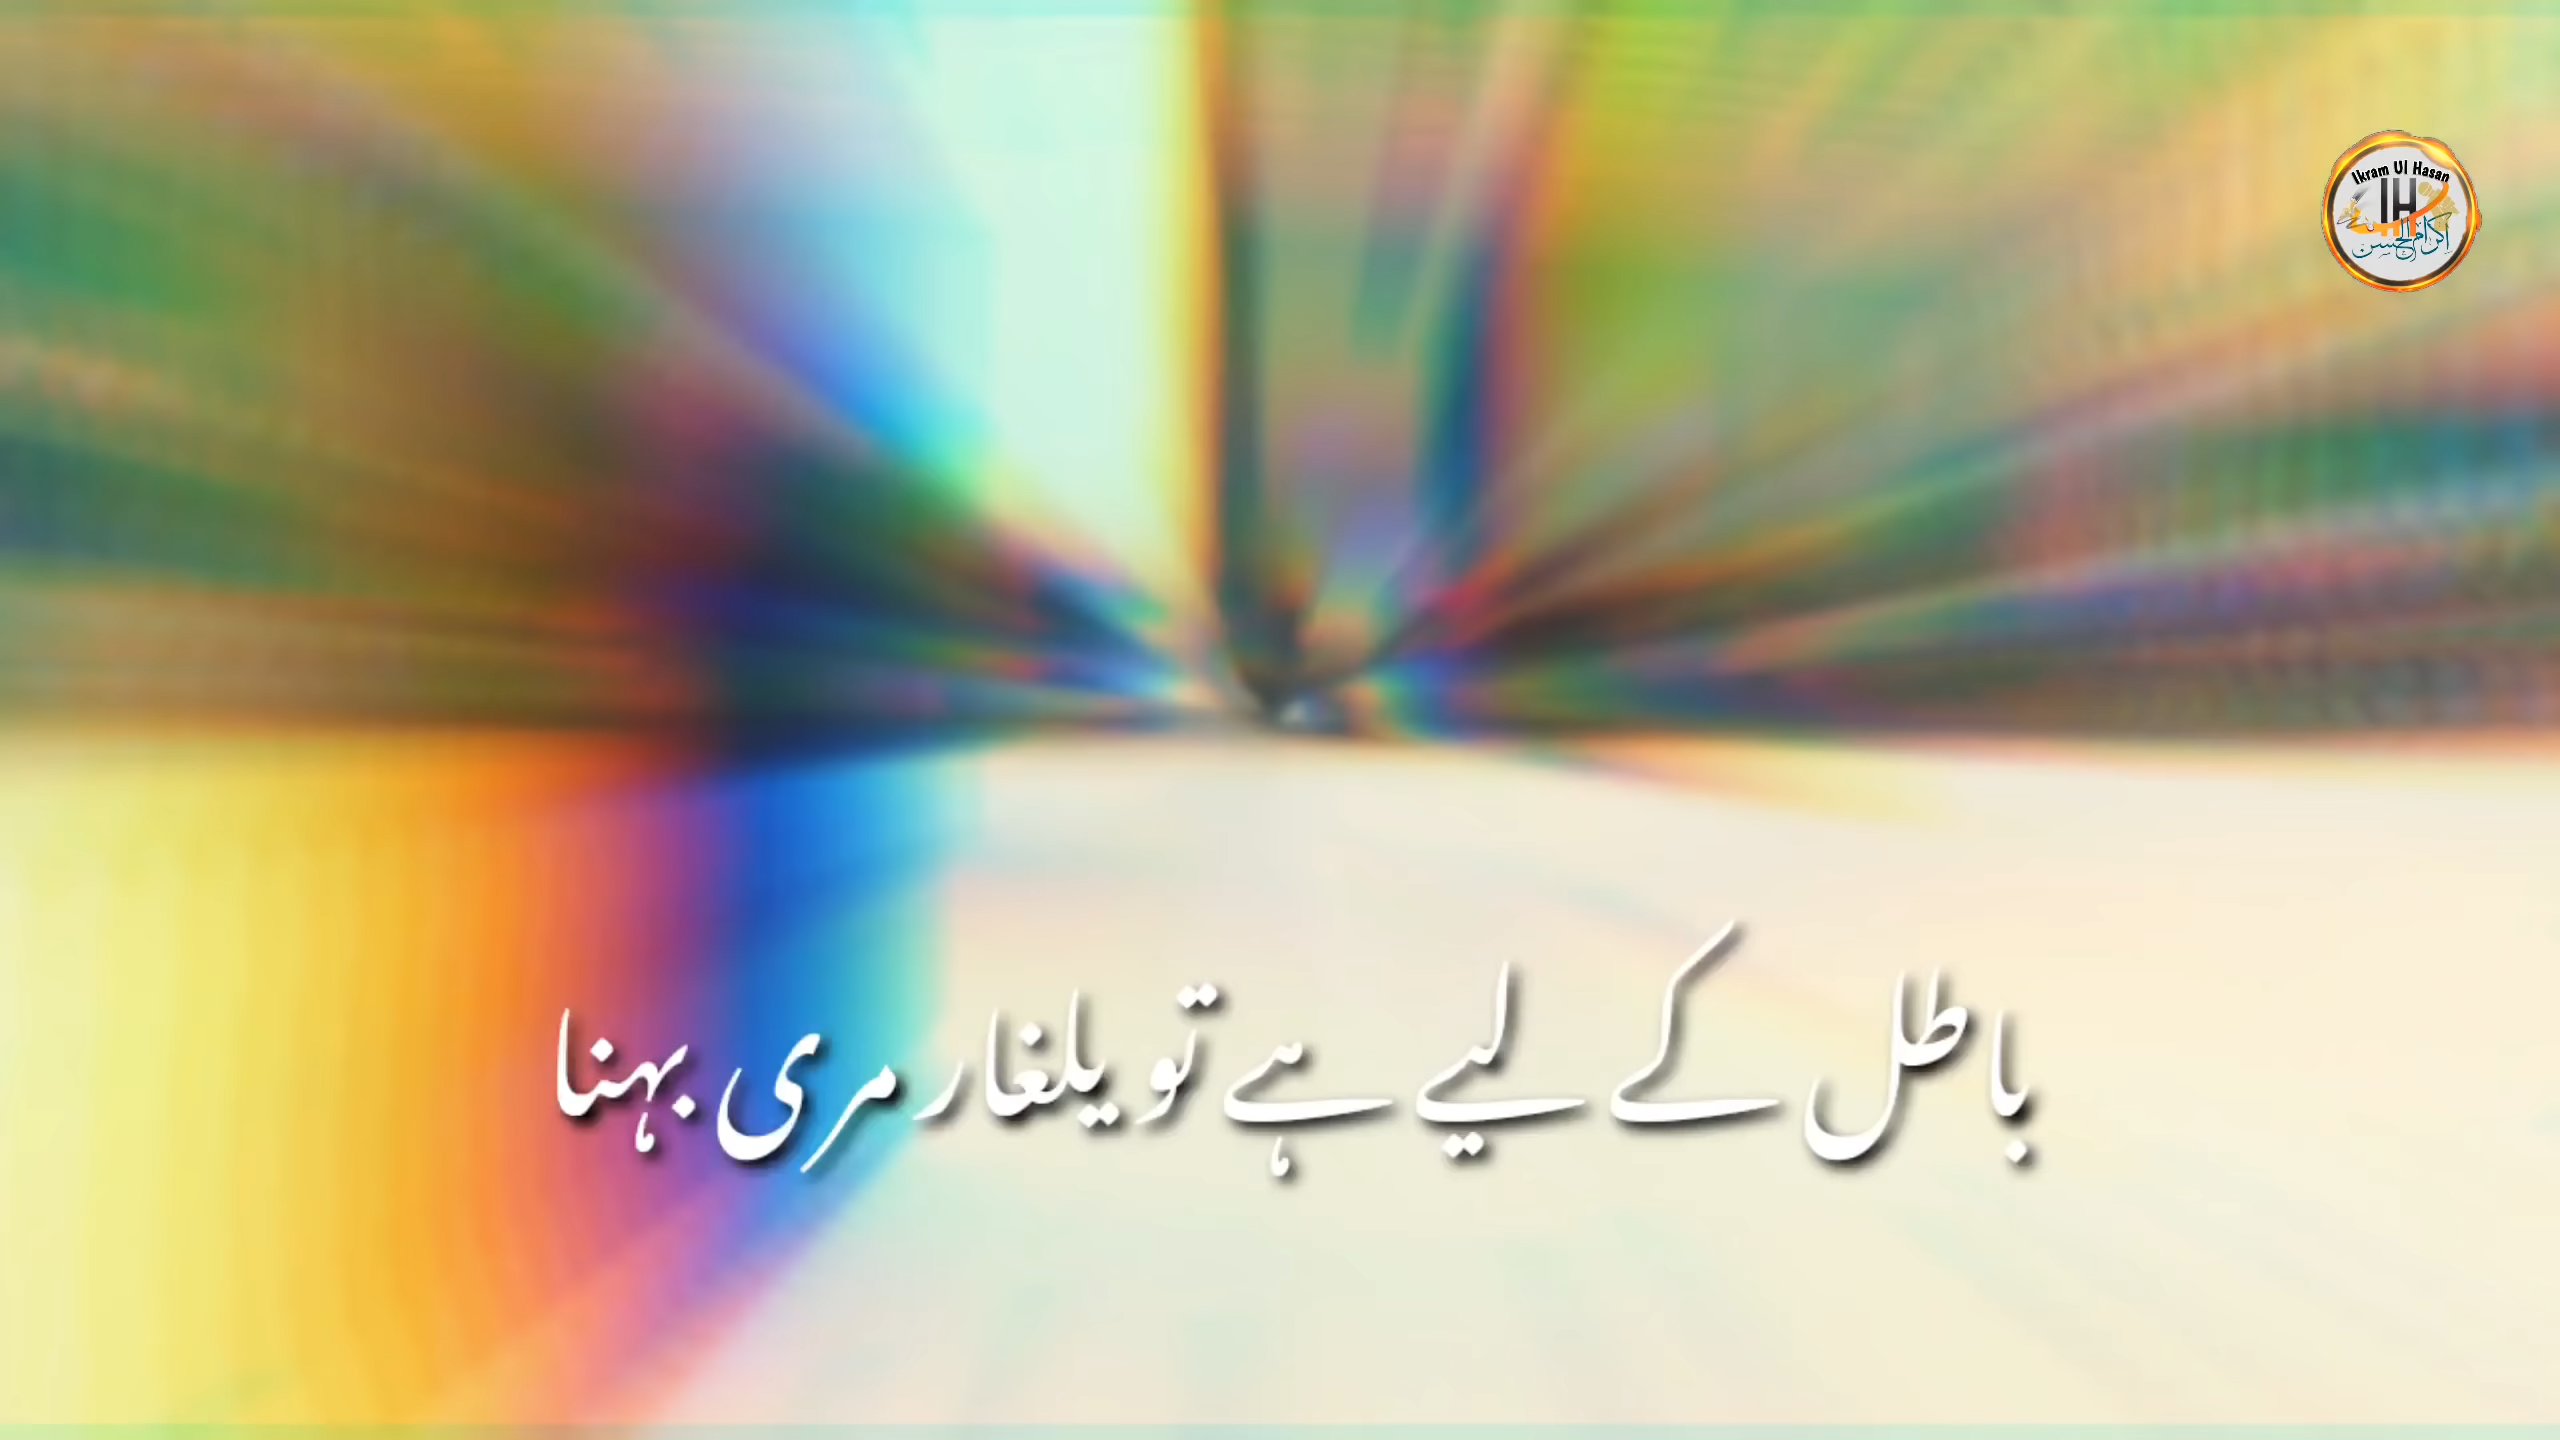 Ikram Ul Hasan
IH
اکرام الحسن
باطل کے لیے ہے تو یلغار مری بہنا